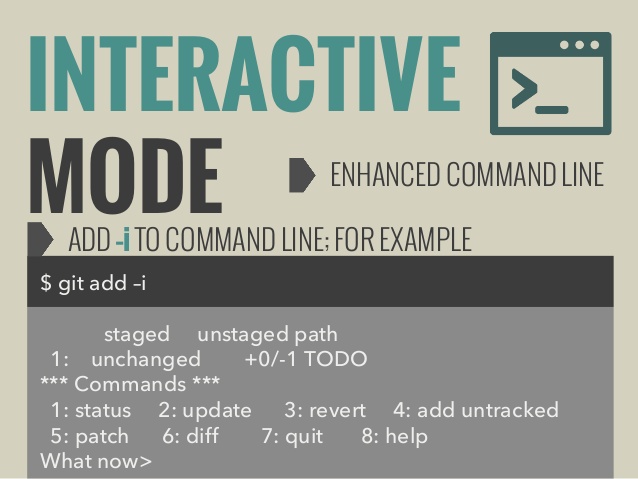 INTERACTIVE
>_
MODE
ENHANCED COMMAND LINE
ADD -i TO COMMAND LINE; FOR EXAMPLE
$ git add –i
staged unstaged path
1: unchanged +0/-1 TODO
*** Commands ***
1: status 2: update 3: revert 4: add untracked
5: patch 6: diff 7: quit 8: help
What now>